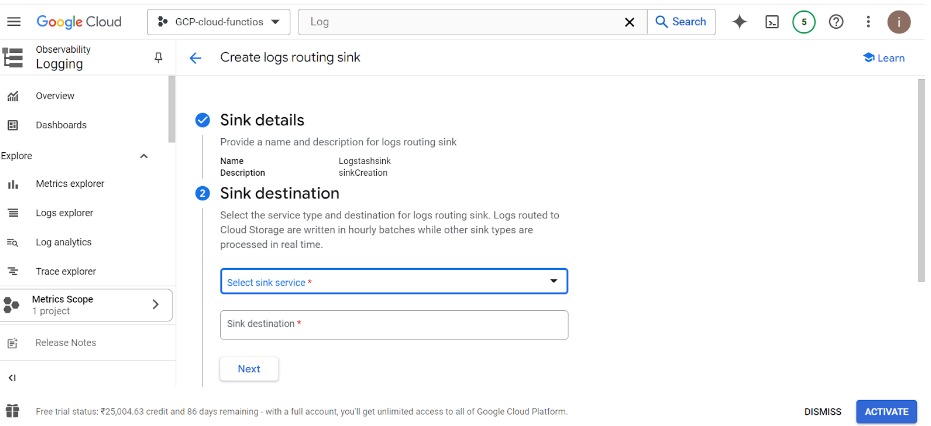 Google Cloud
GCP-cloud-functios
Log
Search
5
i
Observability
Logging
Create logs routing sink
Learn
Overview
Dashboards
Explore
Metrics explorer
Logs explorer
Log analytics
Trace explorer
Metrics Scope
1 project
Release Notes
Sink details
Provide a name and description for logs routing sink
Name Logstashsink
Description sinkCreation
2 Sink destination
Select the service type and destination for logs routing sink. Logs routed to
Cloud Storage are written in hourly batches while other sink types are
processed in real time.
Select sink service *
Sink destination *
Next
Free trial status: ₹25,004.63 credit and 86 days remaining - with a full account, you'll get unlimited access to all of Google Cloud Platform.
DISMISS
ACTIVATE